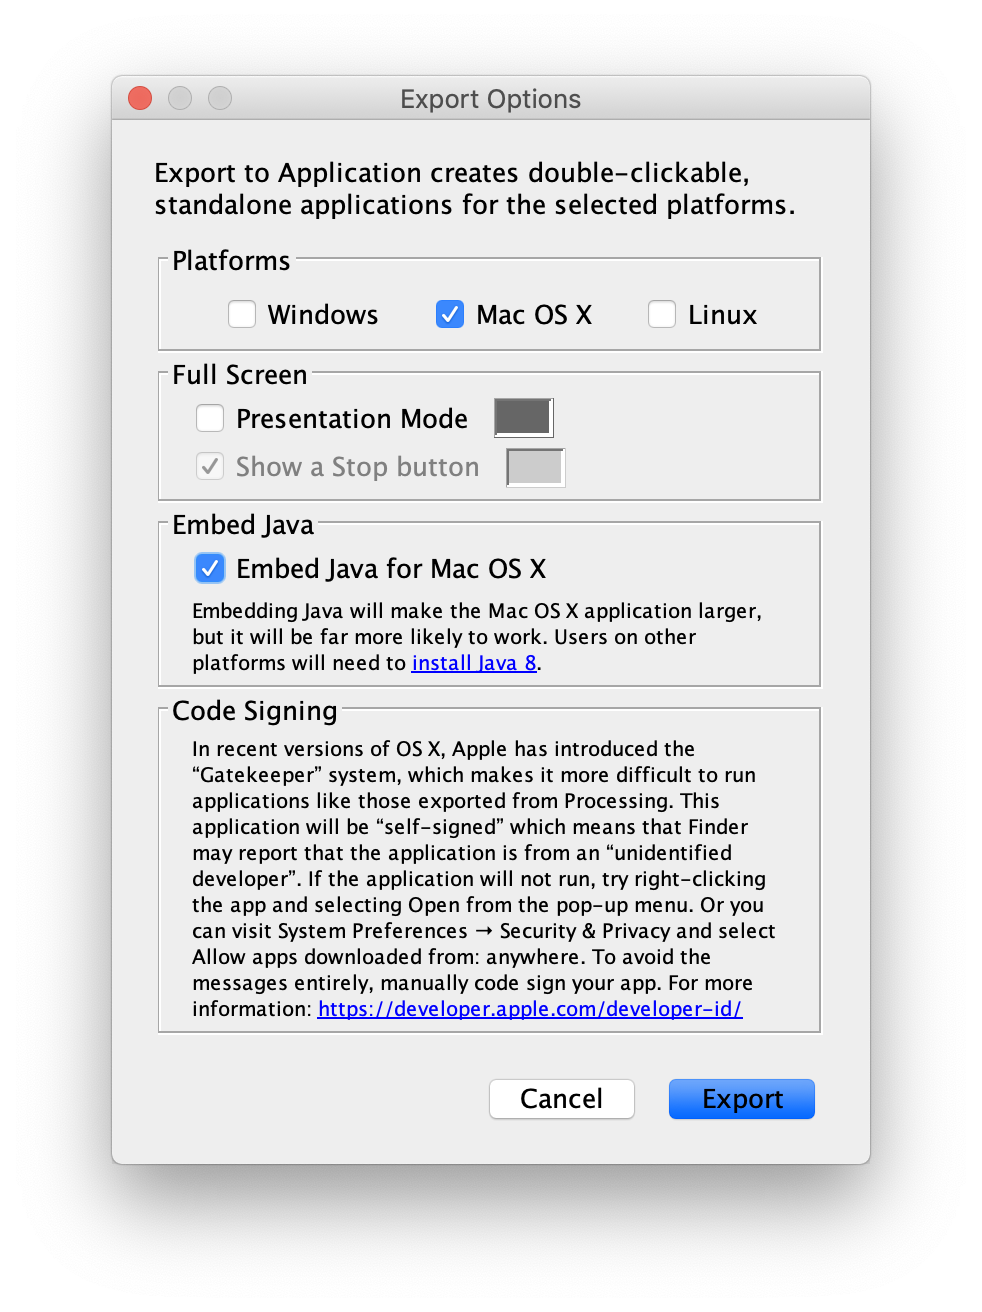 Export Options
Export to Application creates double-clickable,
standalone applications for the selected platforms.
Platforms
Windows Mac OS X Linux
Full Screen
Presentation Mode
Show a Stop button
Embed Java
Embed Java for Mac OS X
Embedding Java will make the Mac OS X application larger,
but it will be far more likely to work. Users on other
platforms will need to install Java 8.
Code Signing
In recent versions of OS X, Apple has introduced the
“Gatekeeper” system, which makes it more difficult to run
applications like those exported from Processing. This
application will be “self-signed” which means that Finder
may report that the application is from an “unidentified
developer”. If the application will not run, try right-clicking
the app and selecting Open from the pop-up menu. Or you
can visit System Preferences → Security & Privacy and select
Allow apps downloaded from: anywhere. To avoid the
messages entirely, manually code sign your app. For more
information: https://developer.apple.com/developer-id/
Cancel Export